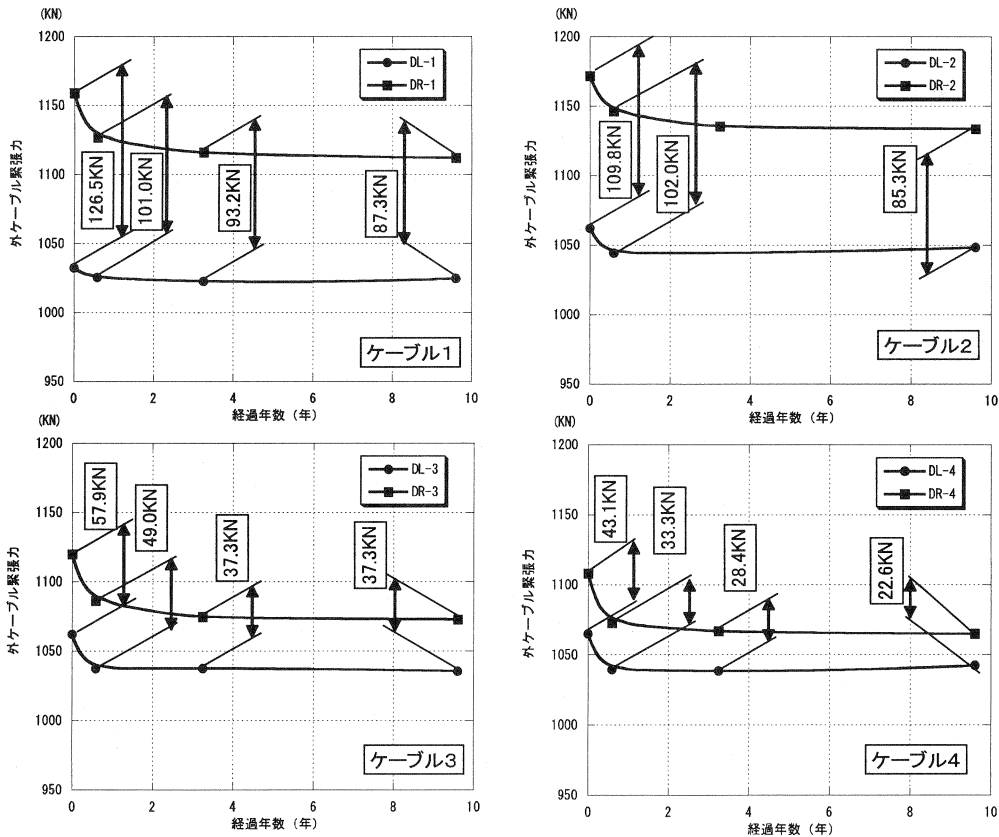 (KN)
1200
1150
1100
1050
1000
950
外ケーブル緊張力
DL-1
DR-1
126.5KN
101.0KN
93.2KN
87.3KN
ケーブル1
0 2 4 6 8 10
経過年数（年）
(KN)
1200
1150
1100
1050
1000
950
外ケーブル緊張力
DL-2
DR-2
109.8KN
102.0KN
85.3KN
ケーブル2
0 2 4 6 8 10
経過年数（年）
(KN)
1200
1150
1100
1050
1000
950
外ケーブル緊張力
DL-3
DR-3
57.9KN
49.0KN
37.3KN
37.3KN
ケーブル3
0 2 4 6 8 10
経過年数（年）
(KN)
1200
1150
1100
1050
1000
950
外ケーブル緊張力
DL-4
DR-4
43.1KN
33.3KN
28.4KN
22.6KN
ケーブル4
0 2 4 6 8 10
経過年数（年）